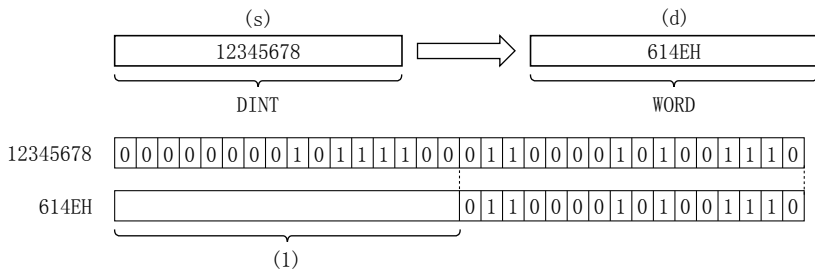 (s) (d)
12345678 614EH
DINT WORD
12345678 0 0 0 0 0 0 0 0 1 0 1 1 1 1 0 0 0 1 1 0 0 0 0 1 0 1 0 0 1 1 1 0
614EH 0 1 1 0 0 0 0 1 0 1 0 0 1 1 1 0
(1)